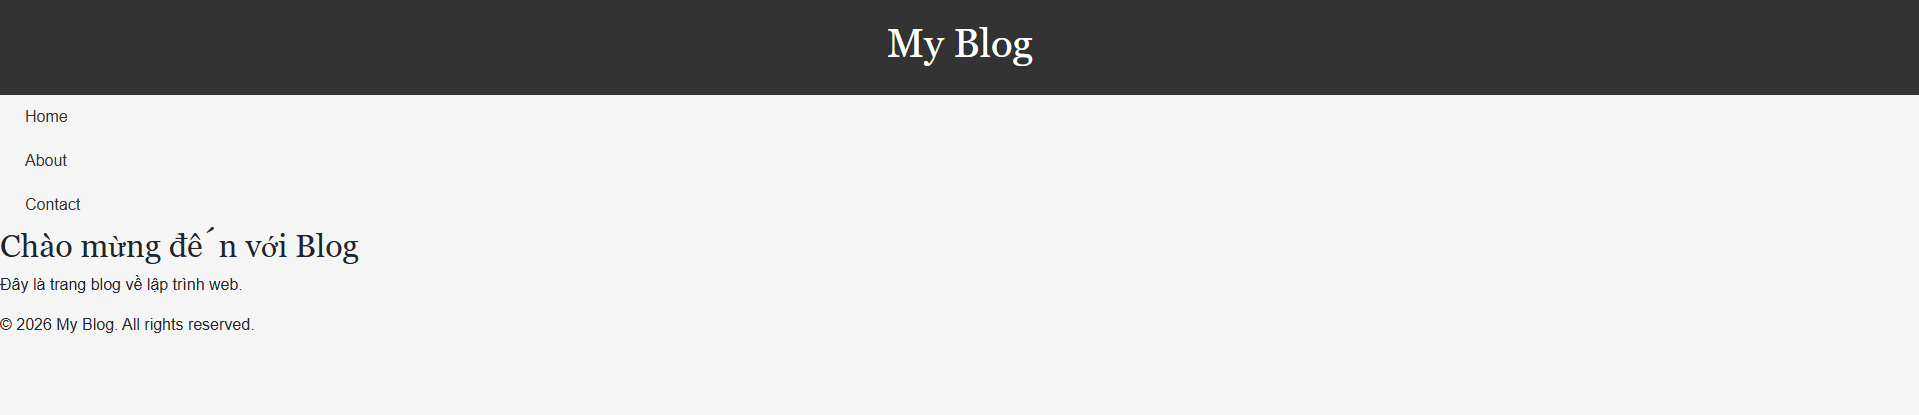 My Blog
Home
About
Contact
Chào mừng đến với Blog
Đây là trang blog về lập trình web.
© 2026 My Blog. All rights reserved.